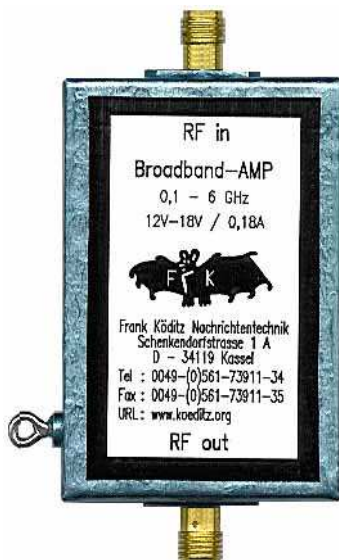 RF in
Broadband-AMP
0,1 - 6 GHz
12V-18V / 0,18A
F K
Frank Köditz Nachrichtentechnik
Schenkendorfstrasse 1 A
D - 34119 Kassel
Tel : 0049-(0)561-73911-34
Fax : 0049-(0)561-73911-35
URL: www.koeditz.org
RF out